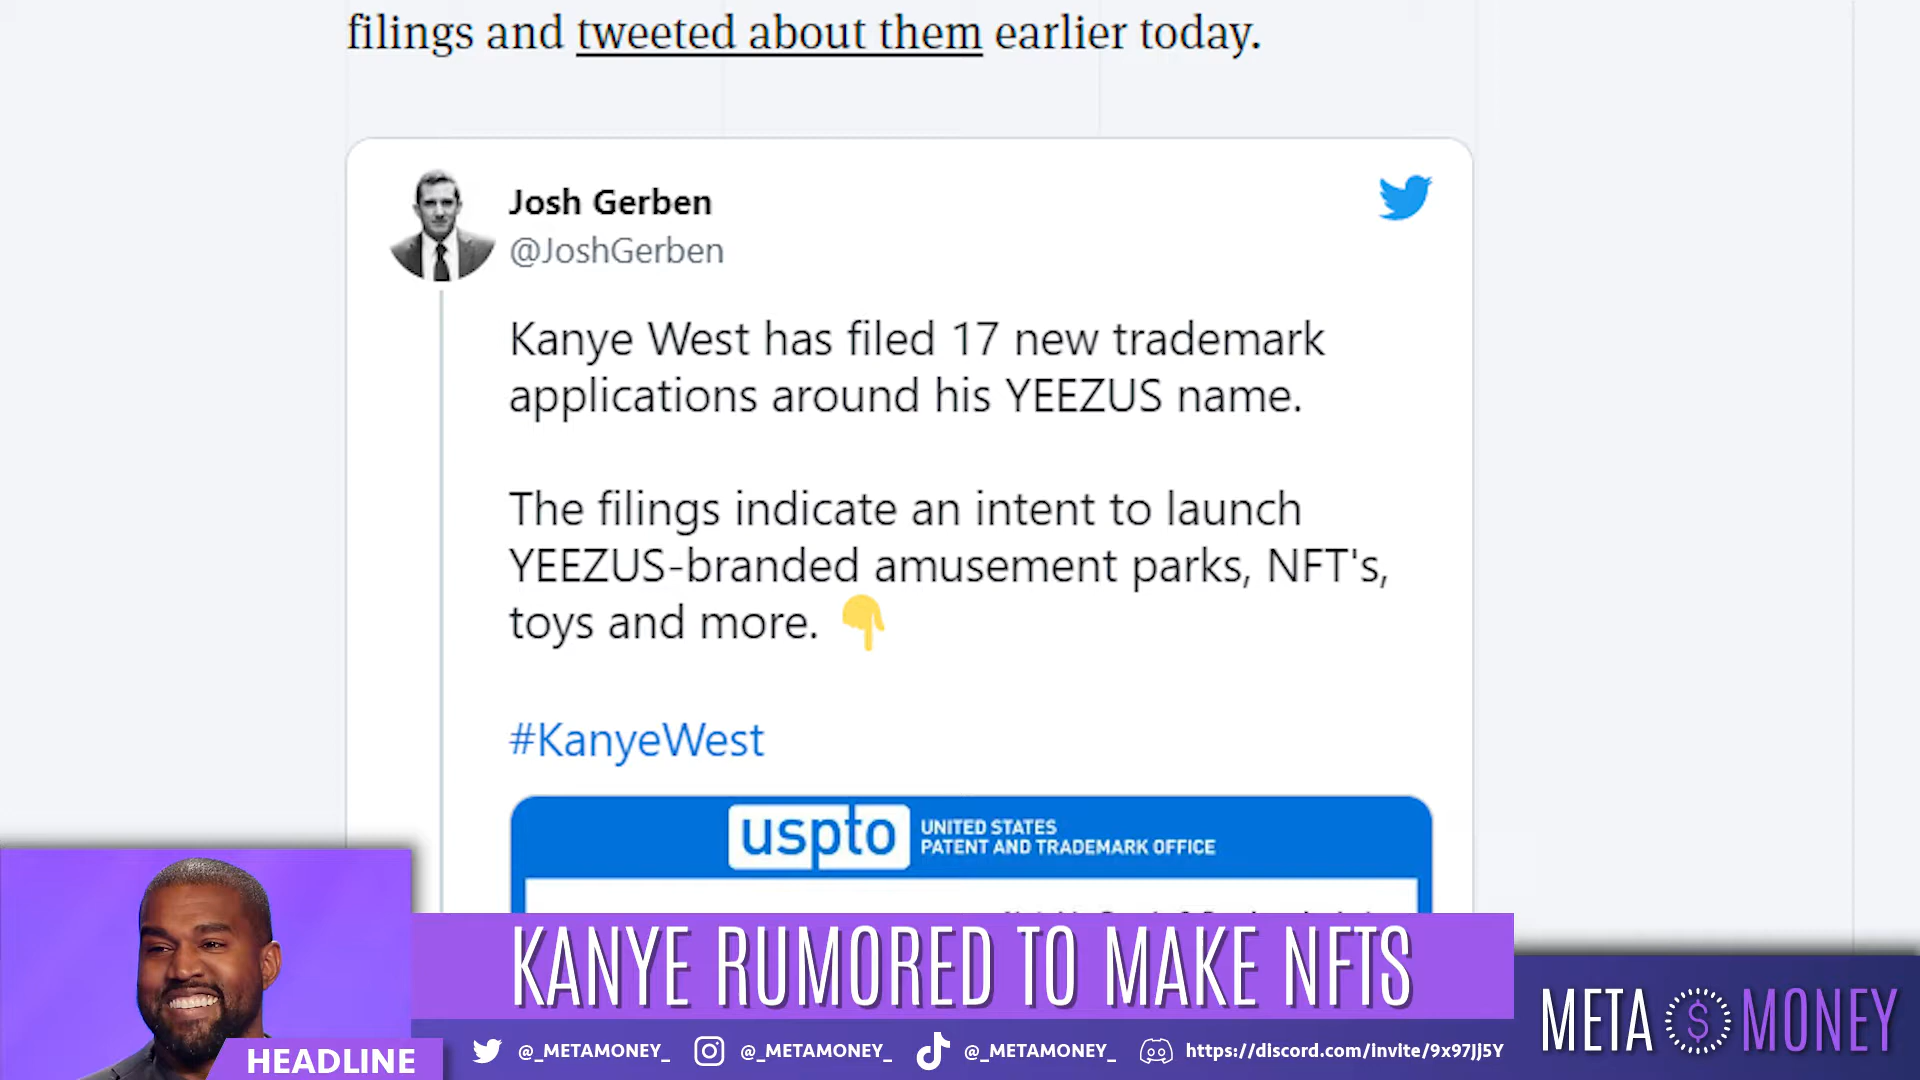 filings and tweeted about them earlier today.
Josh Gerben
@JoshGerben
Kanye West has filed 17 new trademark
applications around his YEEZUS name.
The filings indicate an intent to launch
YEEZUS-branded amusement parks, NFT's,
toys and more. 👇
#KanyeWest
uspto UNITED STATES
PATENT AND TRADEMARK OFFICE
KANYE RUMORED TO MAKE NFTS
HEADLINE
@_METAMONEY_ @_METAMONEY_ @_METAMONEY_ https://discord.com/invite/9x97JJ5Y
META $ MONEY